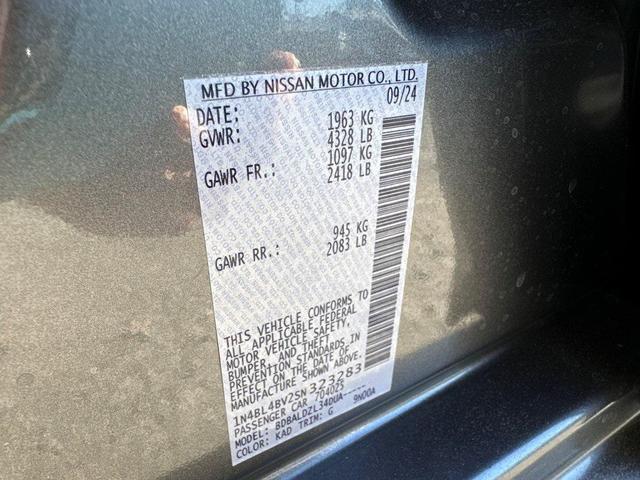 MFD BY NISSAN MOTOR CO., LTD.
DATE: 09/24
GVWR: 1963 KG
4328 LB
GAWR FR.: 1097 KG
2418 LB
GAWR RR.: 945 KG
2083 LB
THIS VEHICLE CONFORMS TO
ALL APPLICABLE FEDERAL
MOTOR VEHICLE SAFETY,
BUMPER, AND THEFT
PREVENTION STANDARDS IN
EFFECT ON THE DATE OF
MANUFACTURE SHOWN ABOVE.
1N4BL4BV2SN323283
PASSENGER CAR 704025
MODEL: BDBALDZL34DUA-----
COLOR: KAD TRIM: G 9N00A